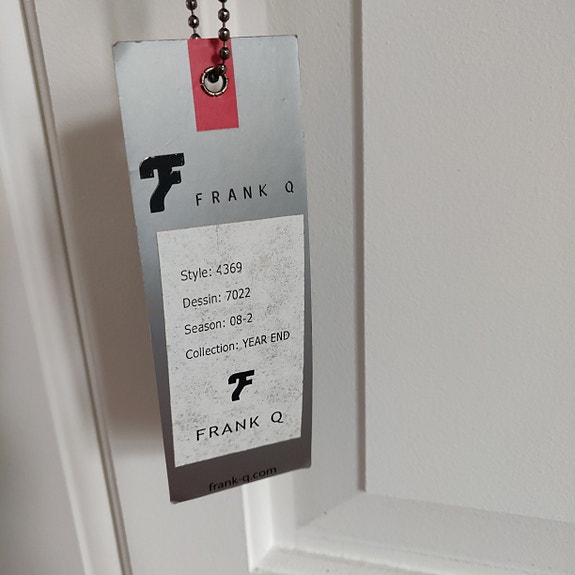 FRANK Q
Style: 4369
Dessin: 7022
Season: 08-2
Collection: YEAR END
FRANK Q
frank-q.com